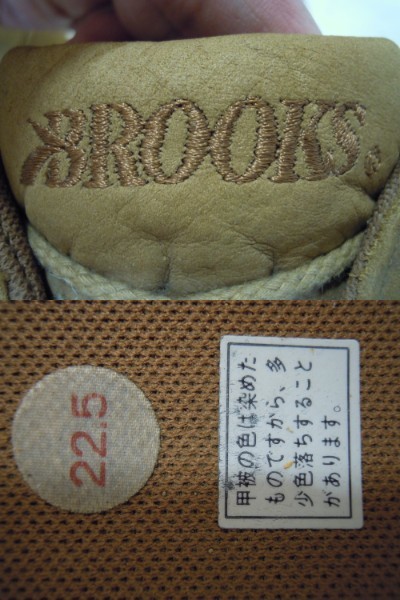 BROOKS®
22.5
甲被の色は染めた
ものですから、多
少色落ちすること
があります。